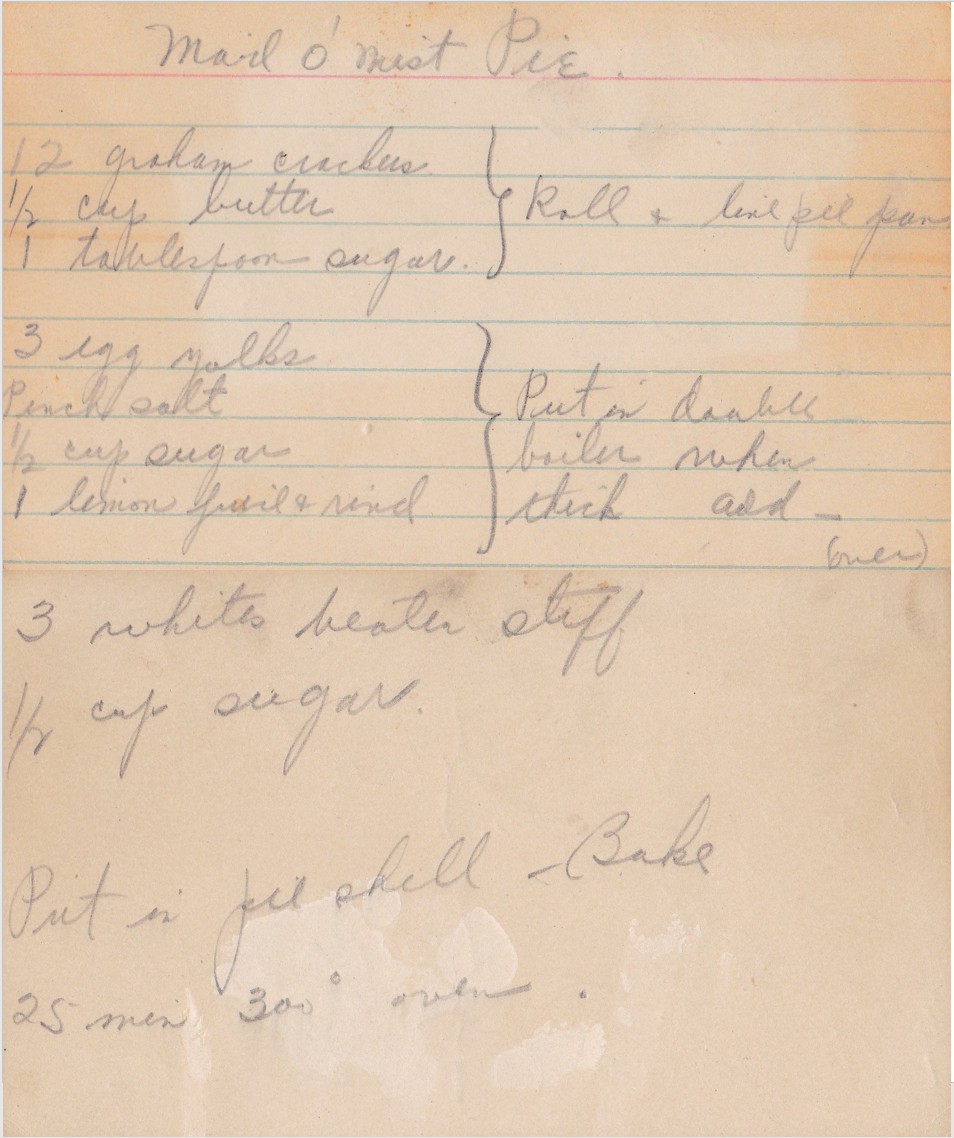 Maid o' mist Pie.
12 graham crackers
1/2 cup butter
1 tablespoon sugar.
Roll + line pie pan
3 egg yolks
Pinch salt
1/2 cup sugar
1 lemon juice + rind
Put in double
boiler when
thick add –
(over)
3 whites beaten stiff
1/2 cup sugar.
Put in pie shell – Bake
25 min 300° oven.